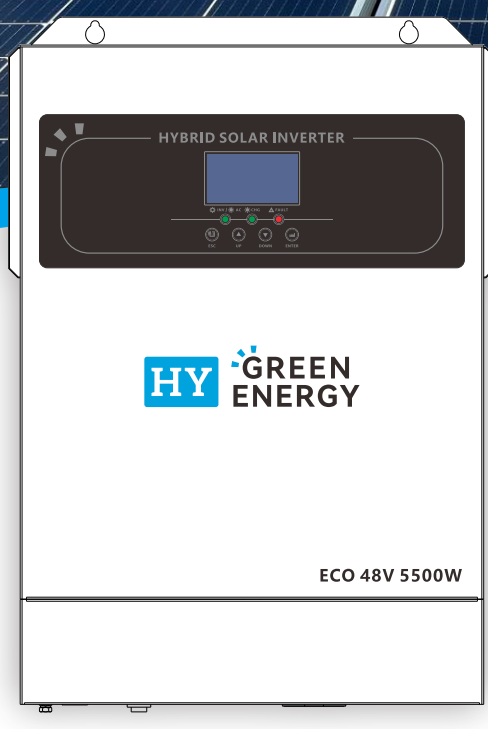 HYBRID SOLAR INVERTER
INV | AC CHG FAULT
ESC UP DOWN ENTER
HY GREEN
ENERGY
ECO 48V 5500W